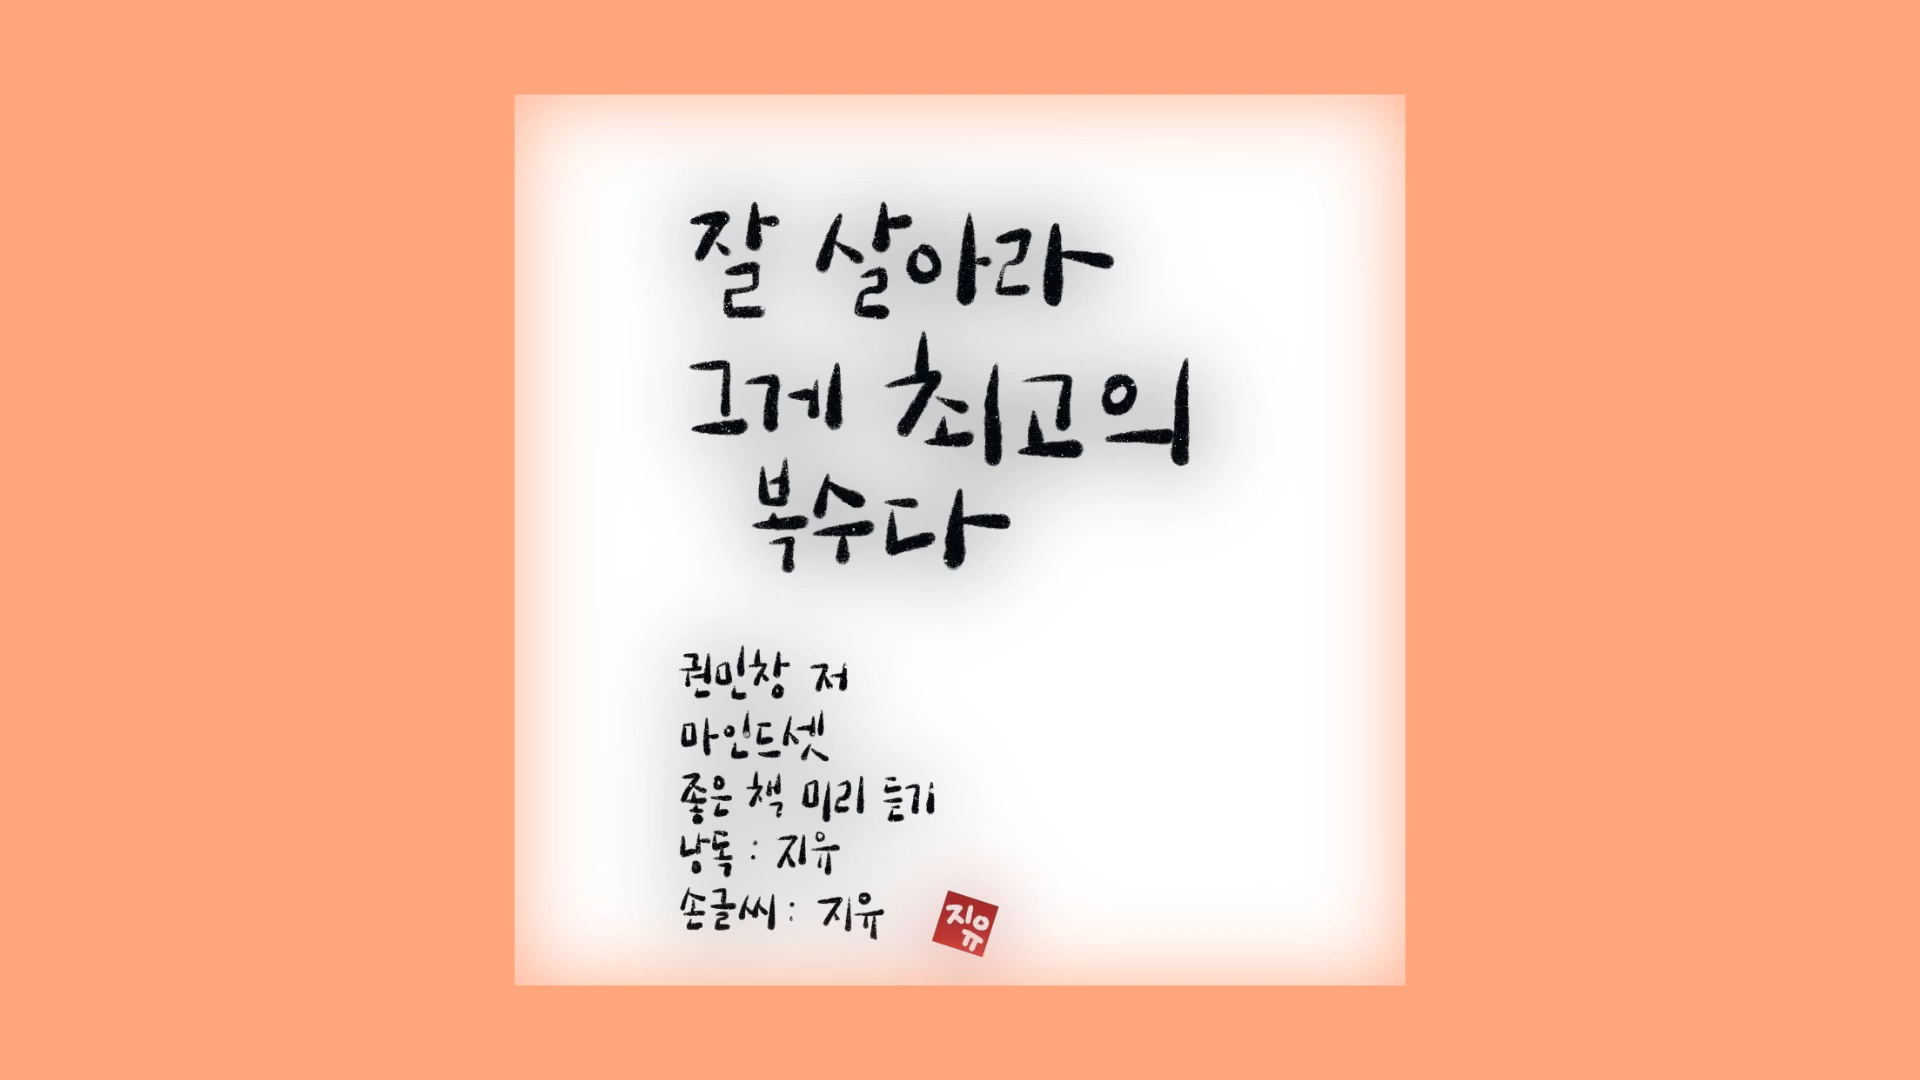 잘 살아라
그게 최고의
복수다
권민창 저
마인드셋
좋은 책 미리 듣기
낭독 : 지유
손글씨 : 지유
지유